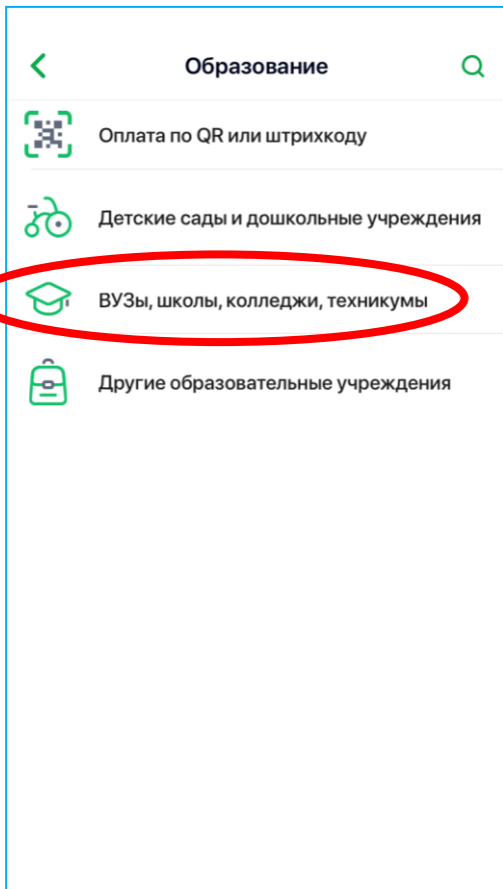 Образование
Оплата по QR или штрихкоду
Детские сады и дошкольные учреждения
ВУЗы, школы, колледжи, техникумы
Другие образовательные учреждения